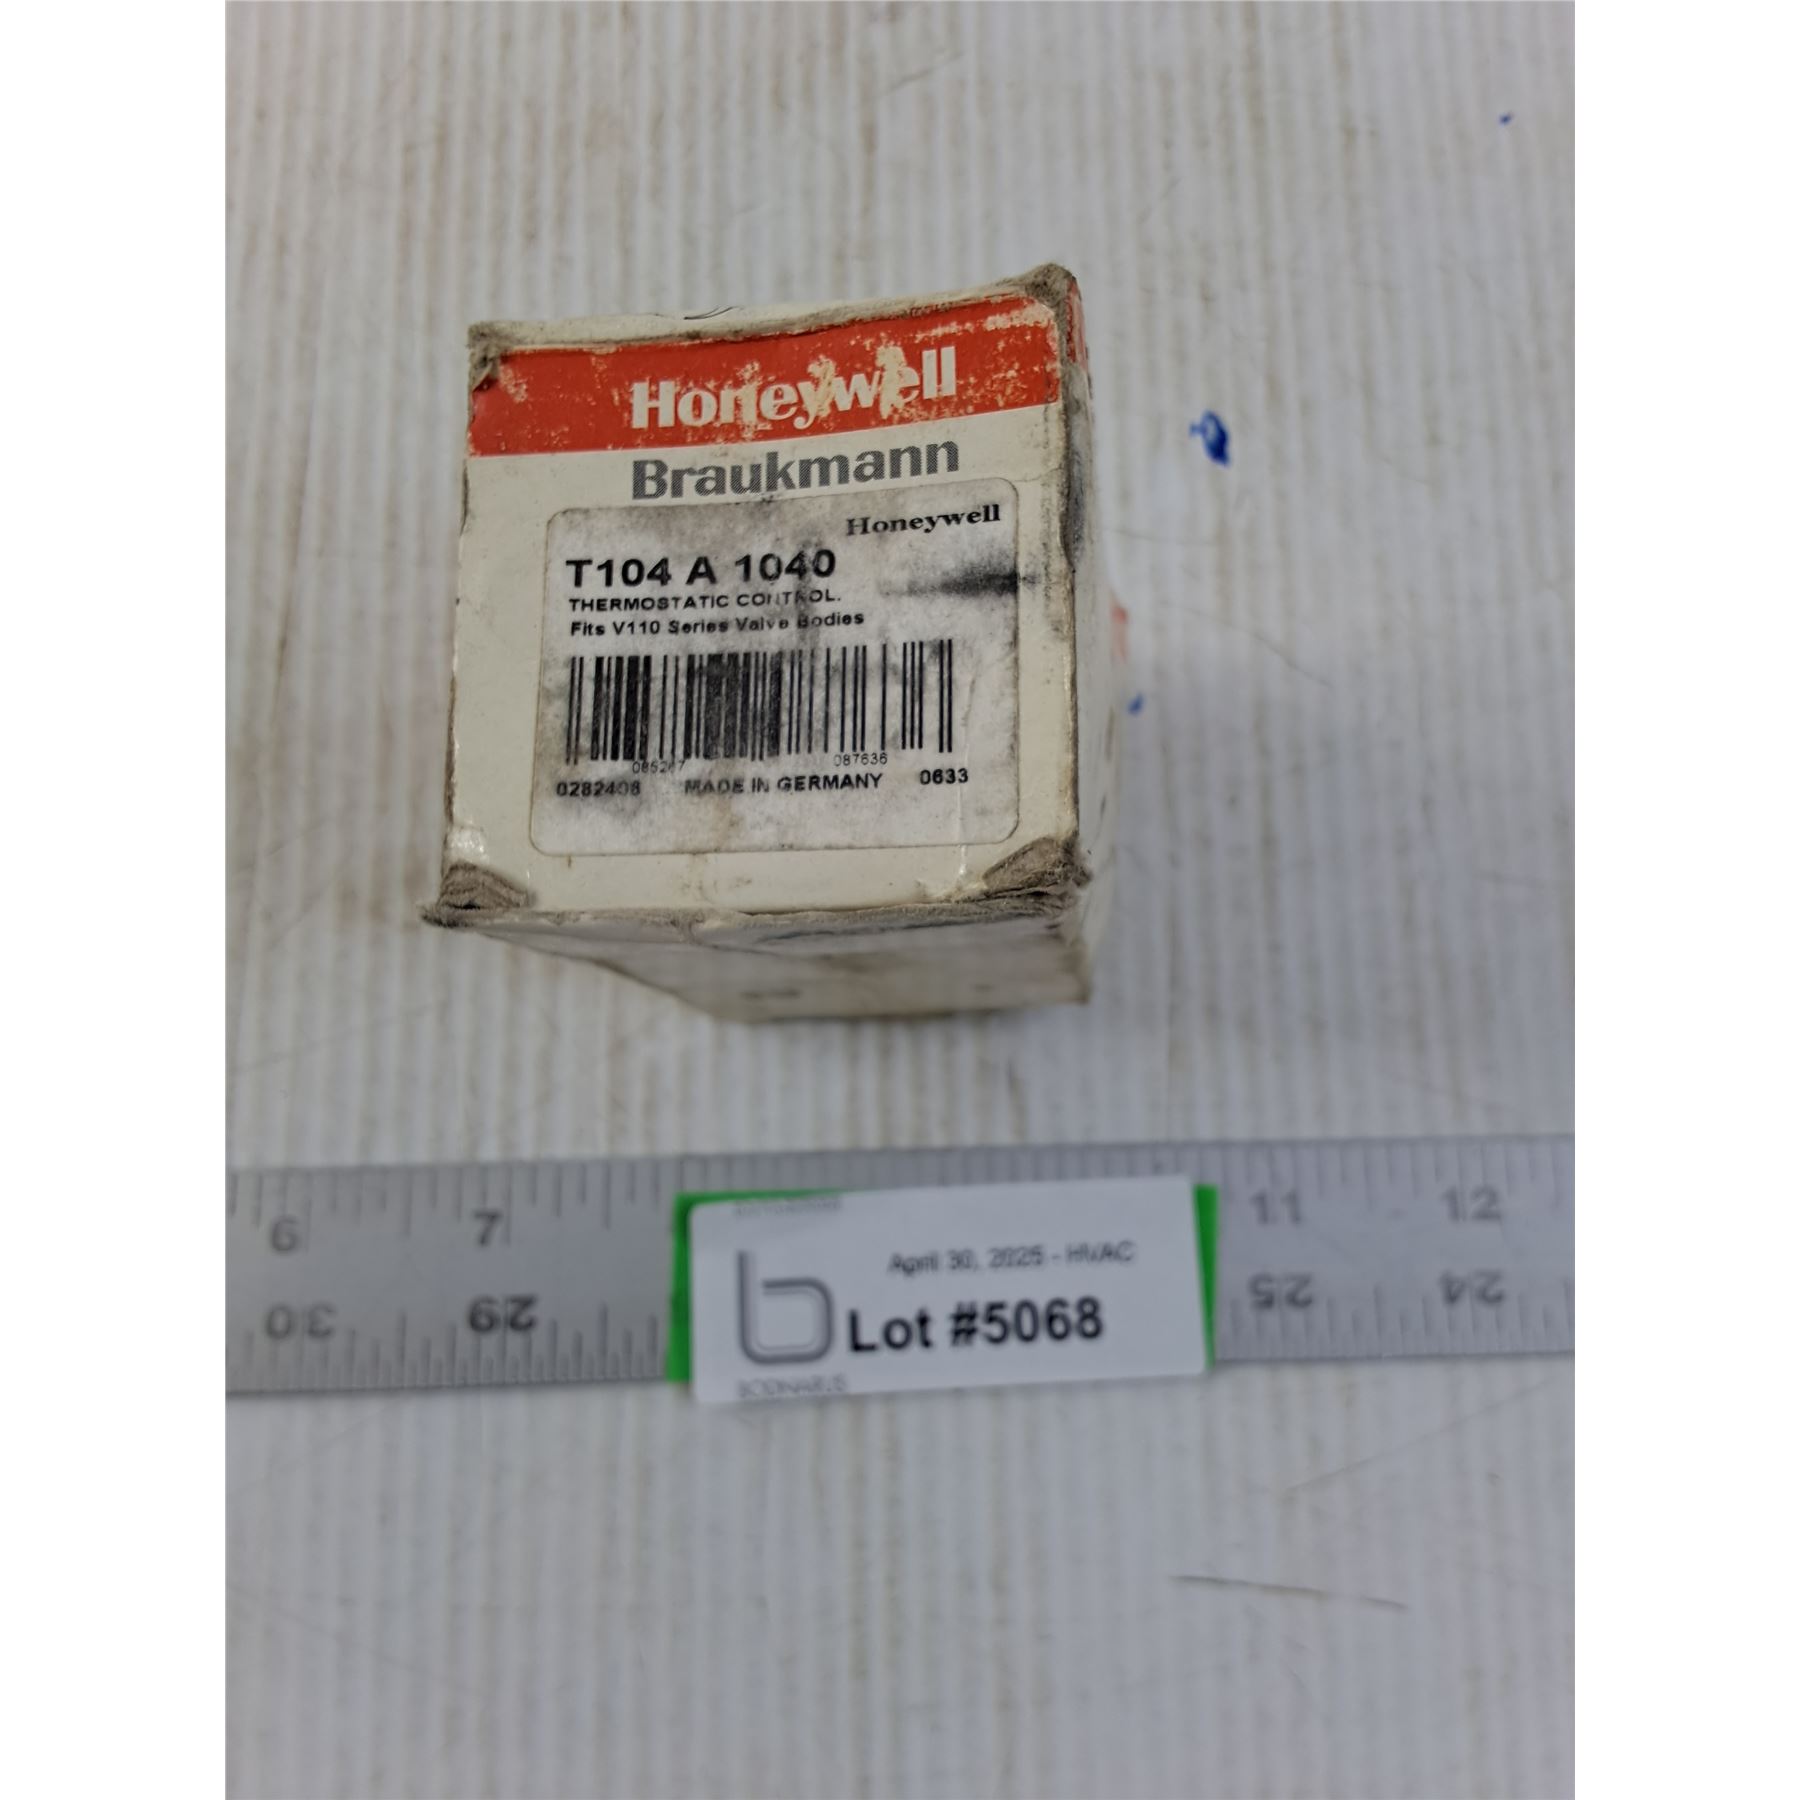 Honeywell
Braukmann
Honeywell
T104 A 1040
THERMOSTATIC CONTROL.
Fits V110 Series Valve Bodies
087636
0282408 MADE IN GERMANY 0633
6 7 11 12
30 29 25 24
April 30, 2025 - HVAC
Lot #5068
BODNARUS